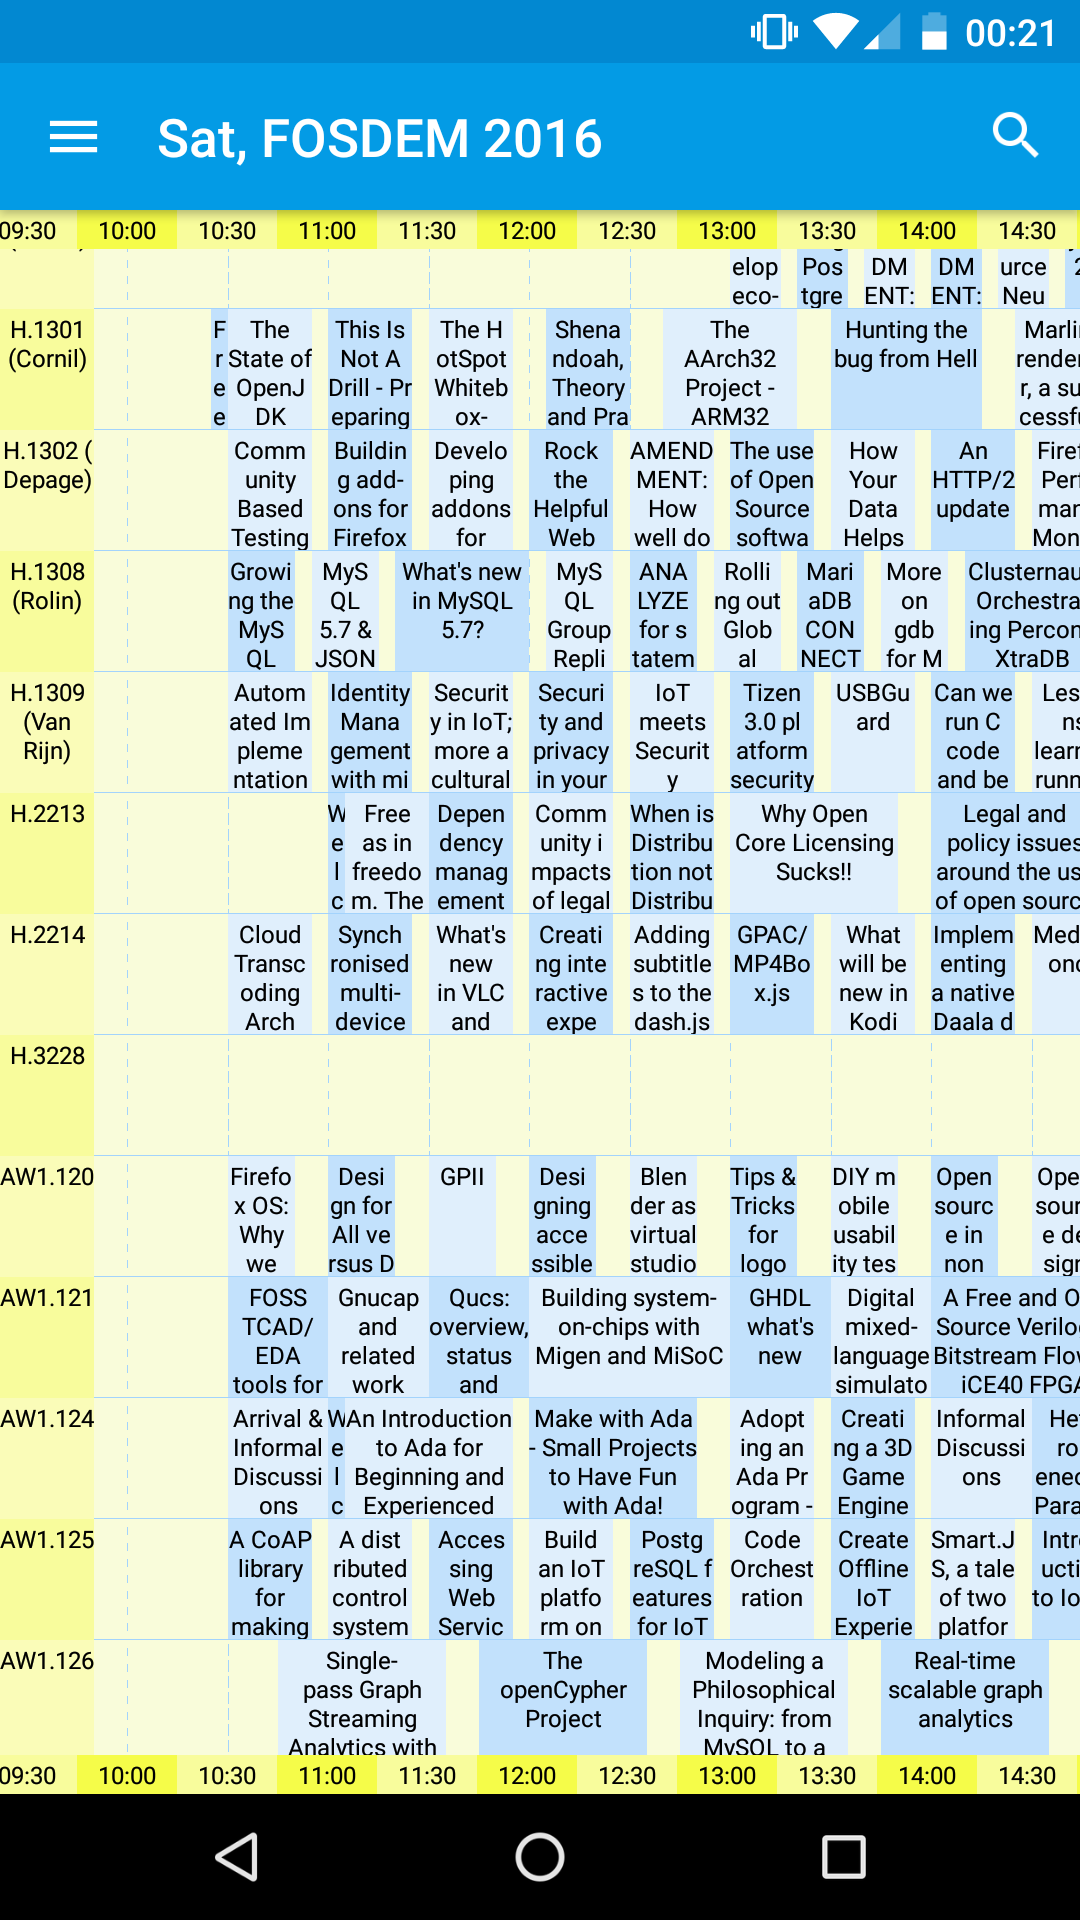 00:21
Sat, FOSDEM 2016
09:30 10:00 10:30 11:00 11:30 12:00 12:30 13:00 13:30 14:00 14:30
elop
eco-
Pos
tgre
DM
ENT:
DM
ENT:
urce
Neu
H.1301
(Cornil)
F
r
e
e
The
State of
OpenJ
DK
This Is
Not A
Drill - Pr
eparing
The H
otSpot
Whiteb
ox-
Shena
ndoah,
Theory
and Pra
The
AArch32
Project -
ARM32
Hunting the
bug from Hell
Marli
render
r, a su
cessfu
H.1302 (
Depage)
Comm
unity
Based
Testing
Buildin
g add-
ons for
Firefox
Develo
ping
addons
for
Rock
the
Helpful
Web
AMEND
MENT:
How
well do
The use
of Open
Source
softwa
How
Your
Data
Helps
An
HTTP/2
update
Firef
Perf
man
Mon
H.1308
(Rolin)
Growi
ng the
MyS
QL
MyS
QL
5.7 &
JSON
What's new
in MySQL
5.7?
MyS
QL
Group
Repli
ANA
LYZE
for s
tatem
Rolli
ng out
Glob
al
Mari
aDB
CON
NECT
More
on
gdb
for M
Clusternau
Orchestra
ing Percon
XtraDB
H.1309
(Van
Rijn)
Autom
ated Im
pleme
ntation
Identity
Mana
gement
with mi
Securit
y in IoT;
more a
cultural
Securi
ty and
privacy
in your
IoT
meets
Securit
y
Tizen
3.0 pl
atform
security
USBGu
ard
Can we
run C
code
and be
Les
ns
learn
runn
H.2213
W
e
l
c
Free
as in
freedo
m. The
Depen
dency
manag
ement
Comm
unity i
mpacts
of legal
When is
Distribu
tion not
Distribu
Why Open
Core Licensing
Sucks!!
Legal and
policy issues
around the us
of open sourc
H.2214
Cloud
Transc
oding
Arch
Synch
ronised
multi-
device
What's
new
in VLC
and
Creati
ng inte
ractive
expe
Adding
subtitle
s to the
dash.js
GPAC/
MP4Bo
x.js
What
will be
new in
Kodi
Implem
enting
a native
Daala d
Med
onc
H.3228
AW1.120
Firefo
x OS:
Why
we
Desi
gn for
All ve
rsus D
GPII
Desi
gning
acce
ssible
Blen
der as
virtual
studio
Tips &
Tricks
for
logo
DIY m
obile
usabil
ity tes
Open
sourc
e in
non
Ope
sour
e de
sign
AW1.121
FOSS
TCAD/
EDA
tools for
Gnucap
and
related
work
Qucs:
overview,
status
and
Building system-
on-chips with
Migen and MiSoC
GHDL
what's
new
Digital
mixed-
language
simulato
A Free and O
Source Verilo
Bitstream Flow
iCE40 FPGA
AW1.124
Arrival &
Informal
Discussi
ons
W
e
l
c
An Introduction
to Ada for
Beginning and
Experienced
Make with Ada
- Small Projects
to Have Fun
with Ada!
Adopt
ing an
Ada Pr
ogram -
Creati
ng a 3D
Game
Engine
Informal
Discussi
ons
Het
ro
enec
Para
AW1.125
A CoAP
library
for
making
A dist
ributed
control
system
Acces
sing
Web
Servic
Build
an IoT
platfo
rm on
Postg
reSQL f
eatures
for IoT
Code
Orchest
ration
Create
Offline
IoT
Experie
Smart.J
S, a tale
of two
platfor
Intr
ucti
to Io
AW1.126
Single-
pass Graph
Streaming
Analytics with
The
openCypher
Project
Modeling a
Philosophical
Inquiry: from
MySQL to a
Real-time
scalable graph
analytics
09:30 10:00 10:30 11:00 11:30 12:00 12:30 13:00 13:30 14:00 14:30